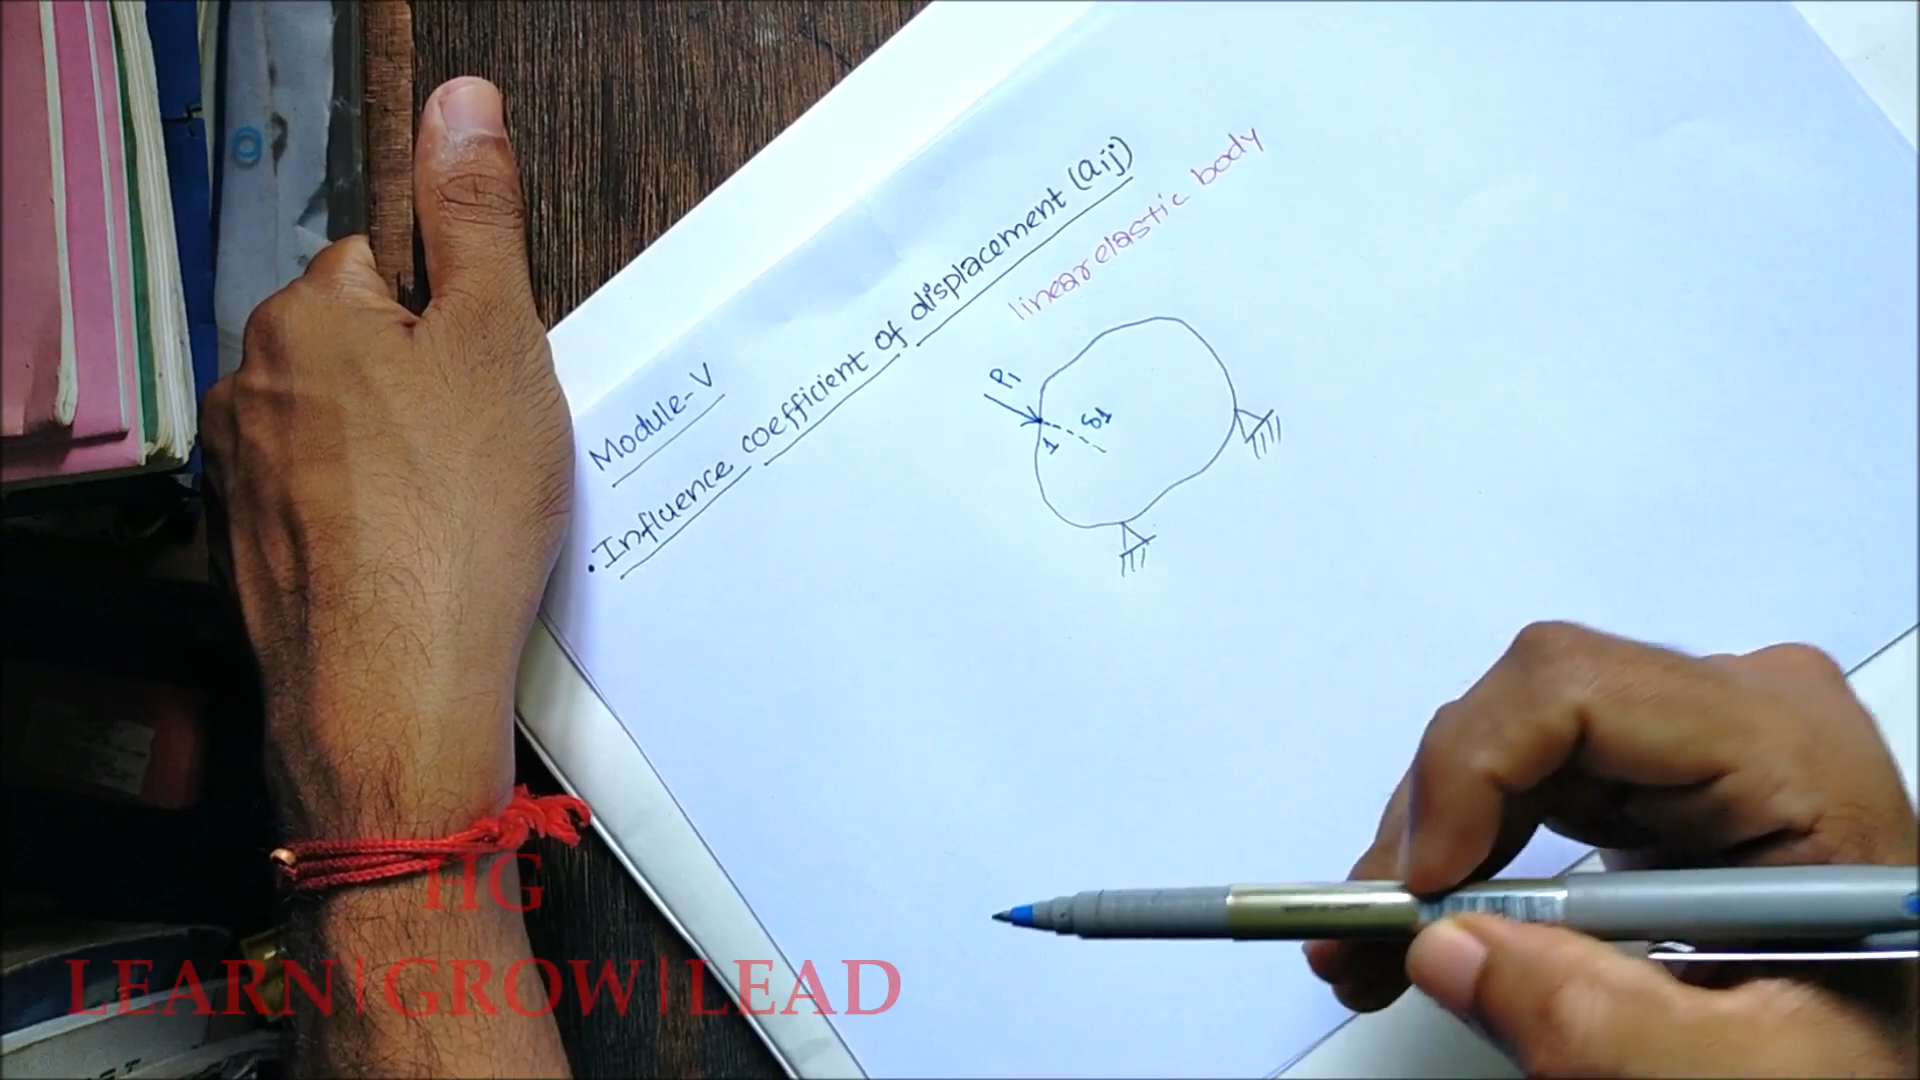 Module-V
. Influence coefficient of displacement (aij)
linear elastic body
P1
1
δ1
HG
LEARN|GROW|LEAD